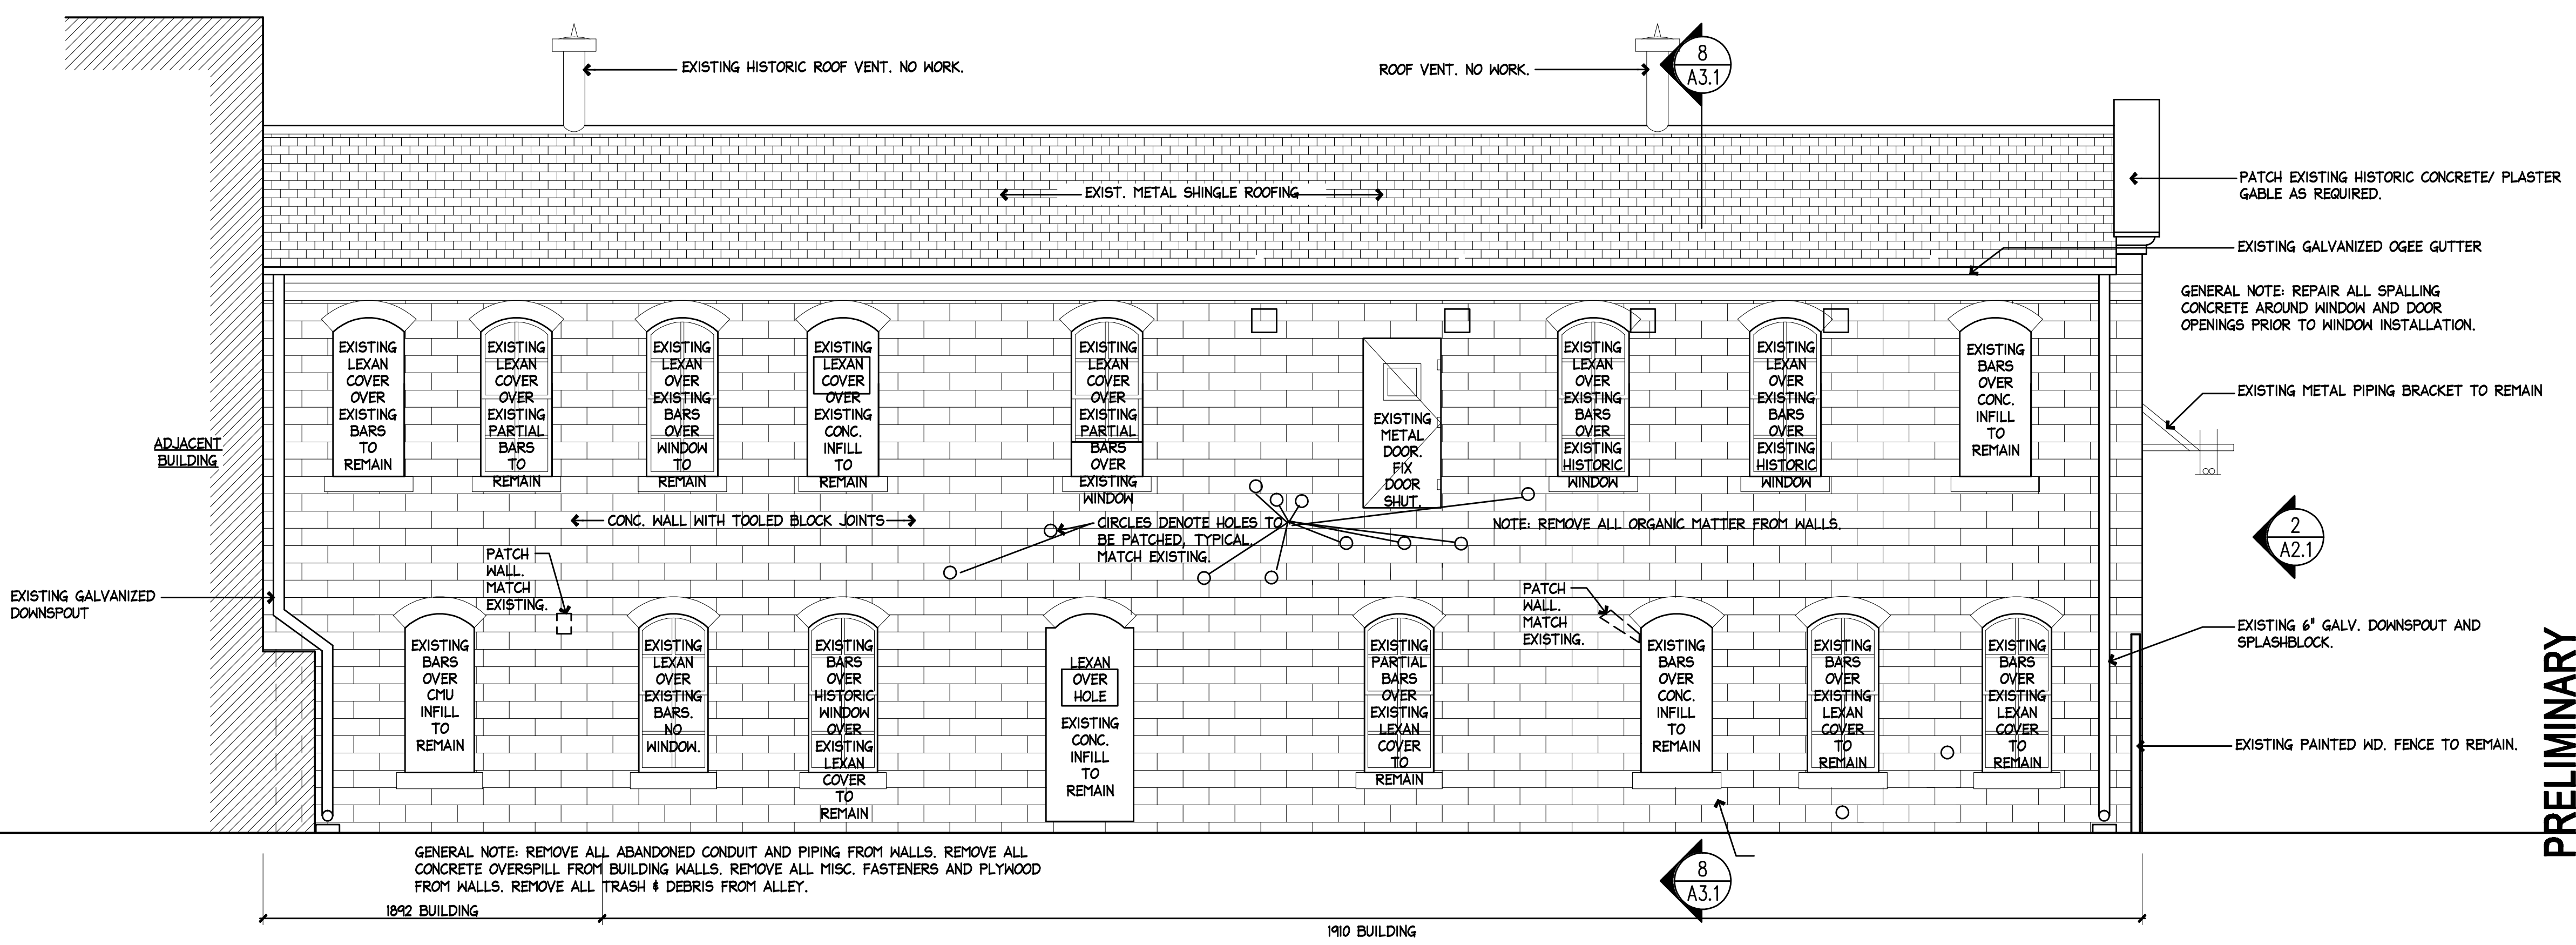 EXISTING HISTORIC ROOF VENT. NO WORK.
ROOF VENT. NO WORK.
8
A3.1
PATCH EXISTING HISTORIC CONCRETE/ PLASTER
GABLE AS REQUIRED.
EXIST. METAL SHINGLE ROOFING
EXISTING GALVANIZED OGEE GUTTER
GENERAL NOTE: REPAIR ALL SPALLING
CONCRETE AROUND WINDOW AND DOOR
OPENINGS PRIOR TO WINDOW INSTALLATION.
EXISTING
LEXAN
COVER
OVER
EXISTING
BARS
TO
REMAIN
EXISTING
LEXAN
COVER
OVER
EXISTING
PARTIAL
BARS
TO
REMAIN
EXISTING
LEXAN
OVER
EXISTING
BARS
OVER
WINDOW
TO
REMAIN
EXISTING
LEXAN
COVER
OVER
EXISTING
CONC.
INFILL
TO
REMAIN
EXISTING
LEXAN
COVER
OVER
EXISTING
PARTIAL
BARS
OVER
EXISTING
WINDOW
EXISTING
METAL
DOOR.
FIX
DOOR
SHUT.
EXISTING
LEXAN
OVER
EXISTING
BARS
OVER
EXISTING
HISTORIC
WINDOW
EXISTING
LEXAN
OVER
EXISTING
BARS
OVER
EXISTING
HISTORIC
WINDOW
EXISTING
BARS
OVER
CONC.
INFILL
TO
REMAIN
EXISTING METAL PIPING BRACKET TO REMAIN
ADJACENT
BUILDING
CONC. WALL WITH TOOLED BLOCK JOINTS
CIRCLES DENOTE HOLES TO
BE PATCHED, TYPICAL.
MATCH EXISTING.
NOTE: REMOVE ALL ORGANIC MATTER FROM WALLS.
2
A2.1
PATCH
WALL.
MATCH
EXISTING.
PATCH
WALL.
MATCH
EXISTING.
EXISTING GALVANIZED
DOWNSPOUT
EXISTING
BARS
OVER
CMU
INFILL
TO
REMAIN
EXISTING
LEXAN
OVER
EXISTING
BARS.
NO
WINDOW.
EXISTING
BARS
OVER
HISTORIC
WINDOW
OVER
EXISTING
LEXAN
COVER
TO
REMAIN
LEXAN
OVER
HOLE
EXISTING
CONC.
INFILL
TO
REMAIN
EXISTING
PARTIAL
BARS
OVER
EXISTING
LEXAN
COVER
TO
REMAIN
EXISTING
BARS
OVER
CONC.
INFILL
TO
REMAIN
EXISTING
BARS
OVER
EXISTING
LEXAN
COVER
TO
REMAIN
EXISTING
BARS
OVER
EXISTING
LEXAN
COVER
TO
REMAIN
EXISTING 6" GALV. DOWNSPOUT AND
SPLASHBLOCK.
EXISTING PAINTED WD. FENCE TO REMAIN.
PRELIMINARY
GENERAL NOTE: REMOVE ALL ABANDONED CONDUIT AND PIPING FROM WALLS. REMOVE ALL
CONCRETE OVERSPILL FROM BUILDING WALLS. REMOVE ALL MISC. FASTENERS AND PLYWOOD
FROM WALLS. REMOVE ALL TRASH & DEBRIS FROM ALLEY.
8
A3.1
1892 BUILDING
1910 BUILDING